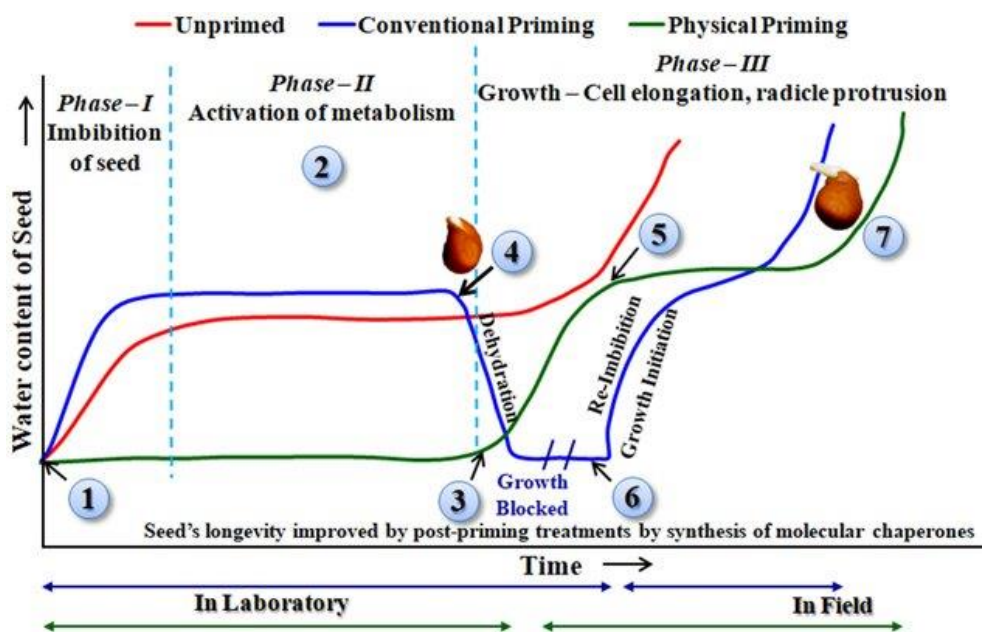 Unprimed Conventional Priming Physical Priming
Phase – I
Imbibition
of seed
Phase – II
Activation of metabolism
Phase – III
Growth – Cell elongation, radicle protrusion
Water content of Seed
1
2
3
4
5
6
7
Dehydration
Re-Imbibition
Growth Initiation
Growth
Blocked
Seed's longevity improved by post-priming treatments by synthesis of molecular chaperones
Time
In Laboratory
In Field